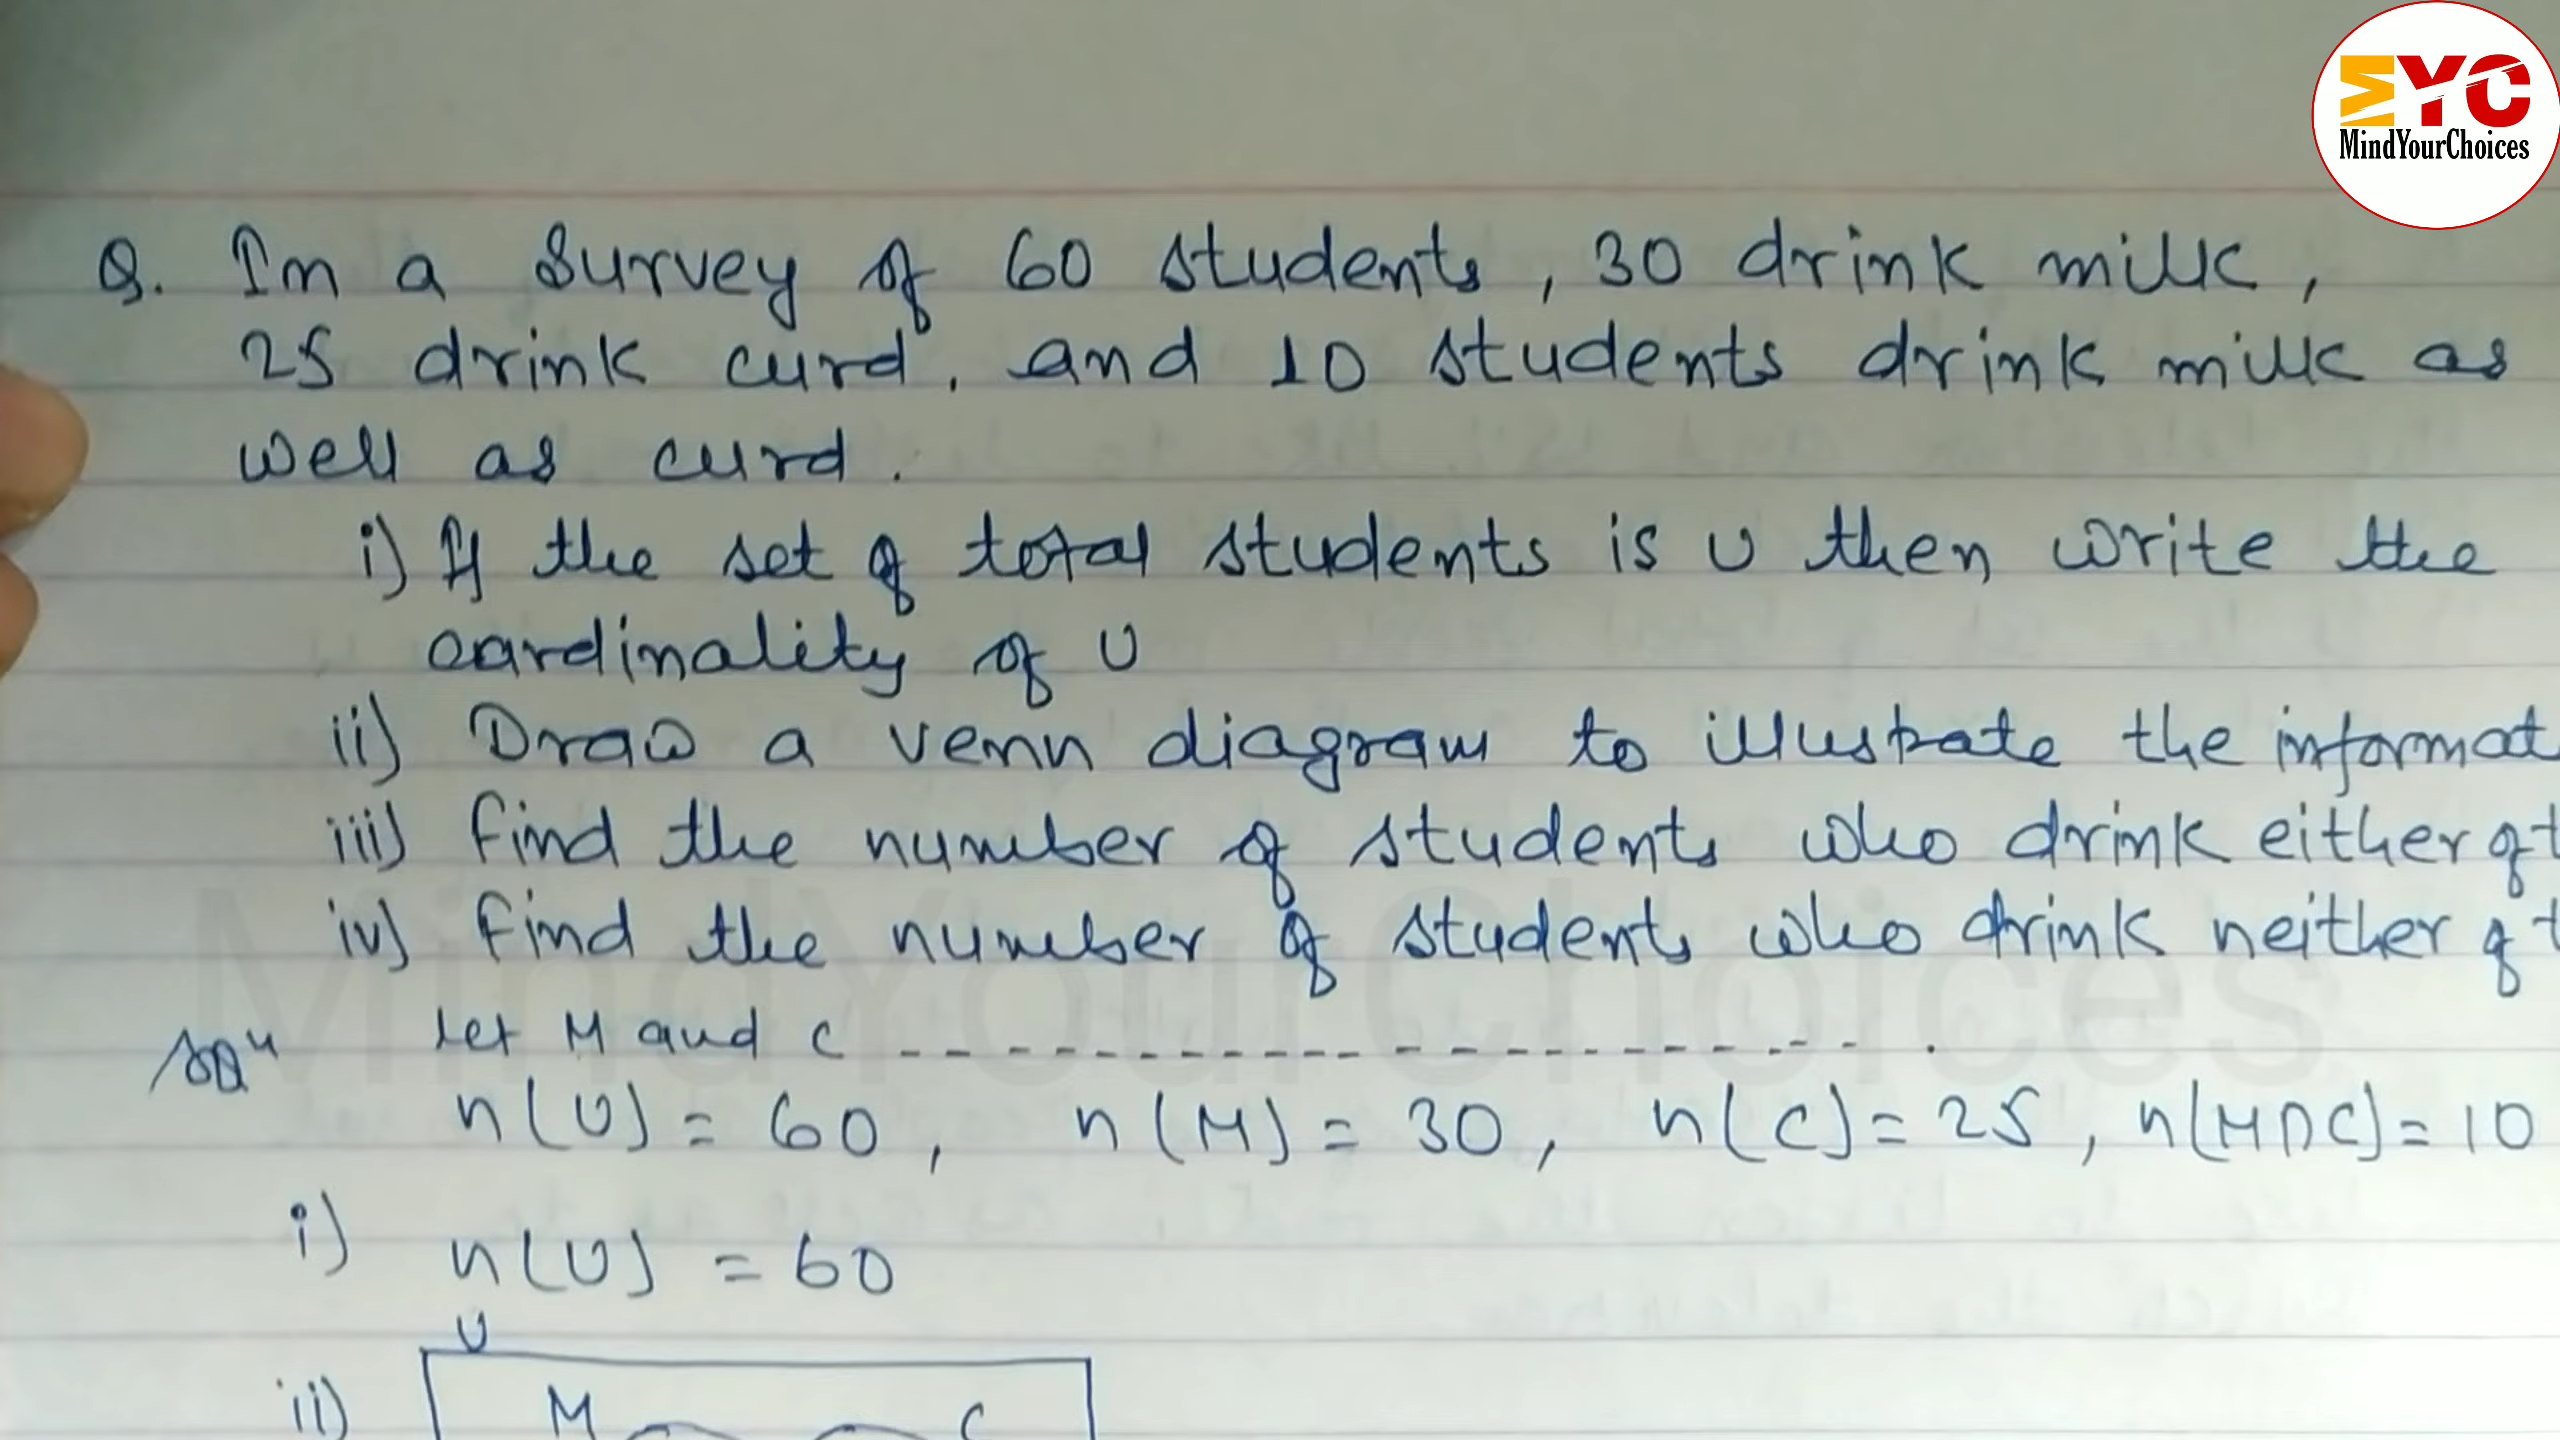 MYC
MindYourChoices
Q. In a survey of 60 students, 30 drink milk,
25 drink curd. and 10 students drink milk as
well as curd.
i) If the set of total students is U then write the
cardinality of U
ii) Draw a venn diagram to illustrate the informat
iii) find the number of students who drink either of t
iv) find the number of students who drink neither of t
MindYourChoices
Solⁿ let M and C ---------------------- .
n(U) = 60, n(M) = 30, n(C) = 25, n(M∩C) = 10
i) n(U) = 60
U
ii) M C